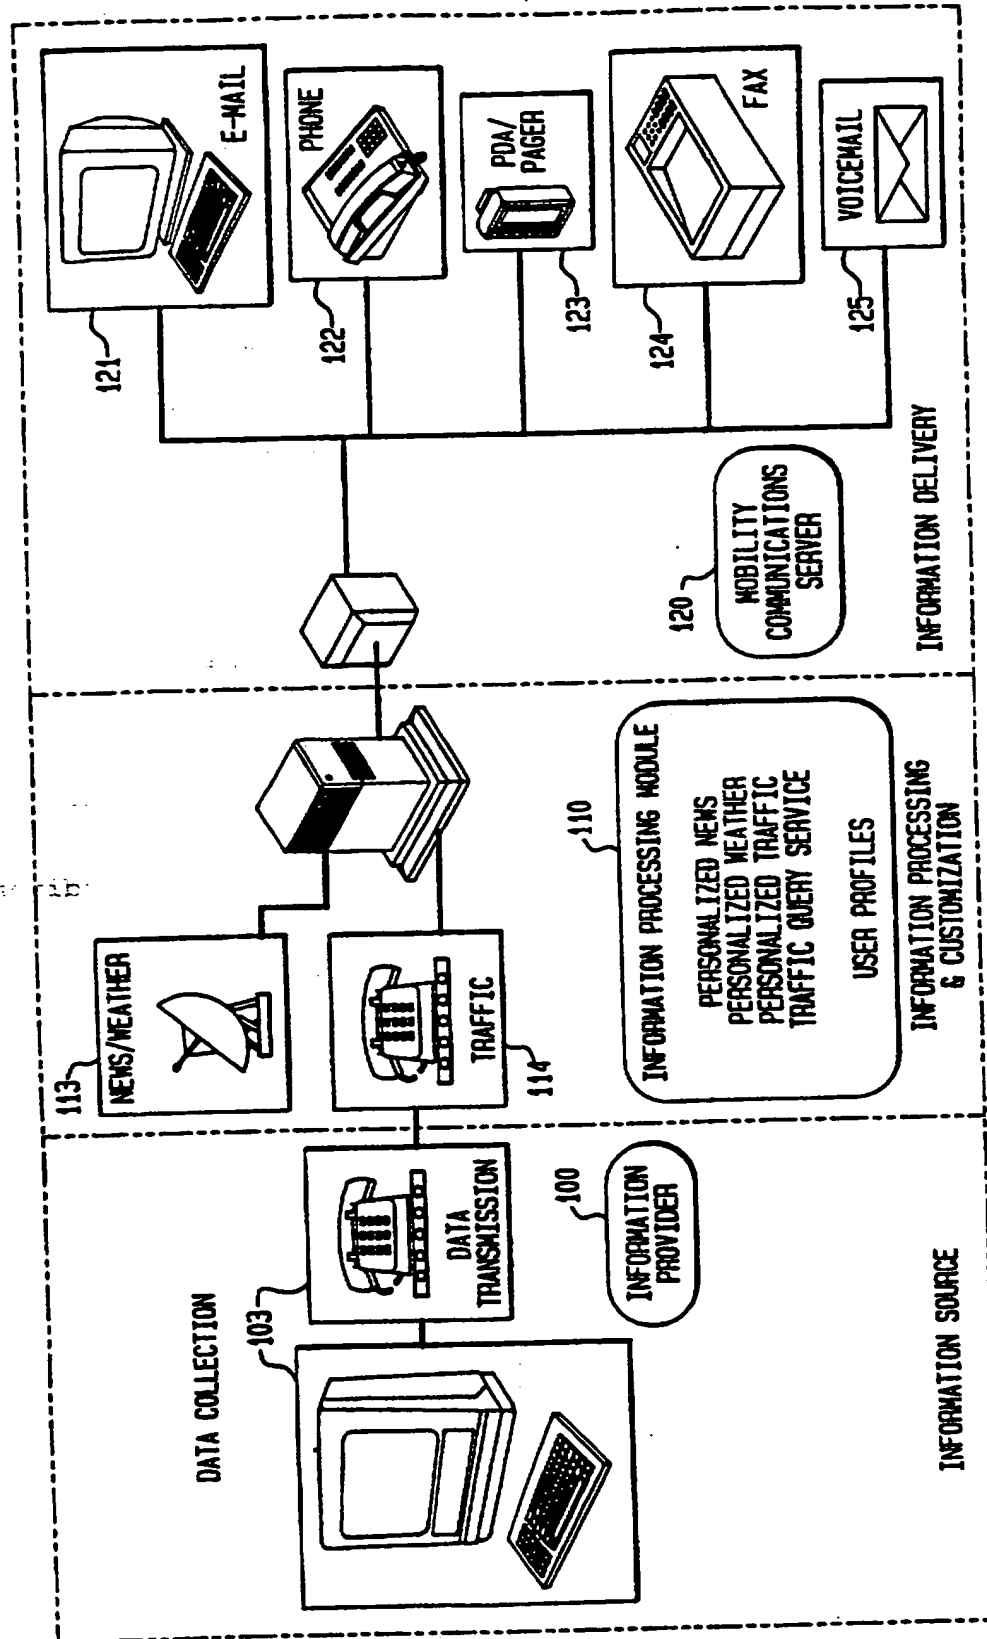 DATA COLLECTION
103
DATA
TRANSMISSION
100
INFORMATION
PROVIDER
INFORMATION SOURCE
113
NEWS/WEATHER
TRAFFIC
114
110
INFORMATION PROCESSING MODULE
PERSONALIZED NEWS
PERSONALIZED WEATHER
PERSONALIZED TRAFFIC
TRAFFIC QUERY SERVICE
USER PROFILES
INFORMATION PROCESSING
& CUSTOMIZATION
120
MOBILITY
COMMUNICATIONS
SERVER
INFORMATION DELIVERY
121
E-MAIL
122
PHONE
123
PDA/
PAGER
124
FAX
125
VOICEMAIL